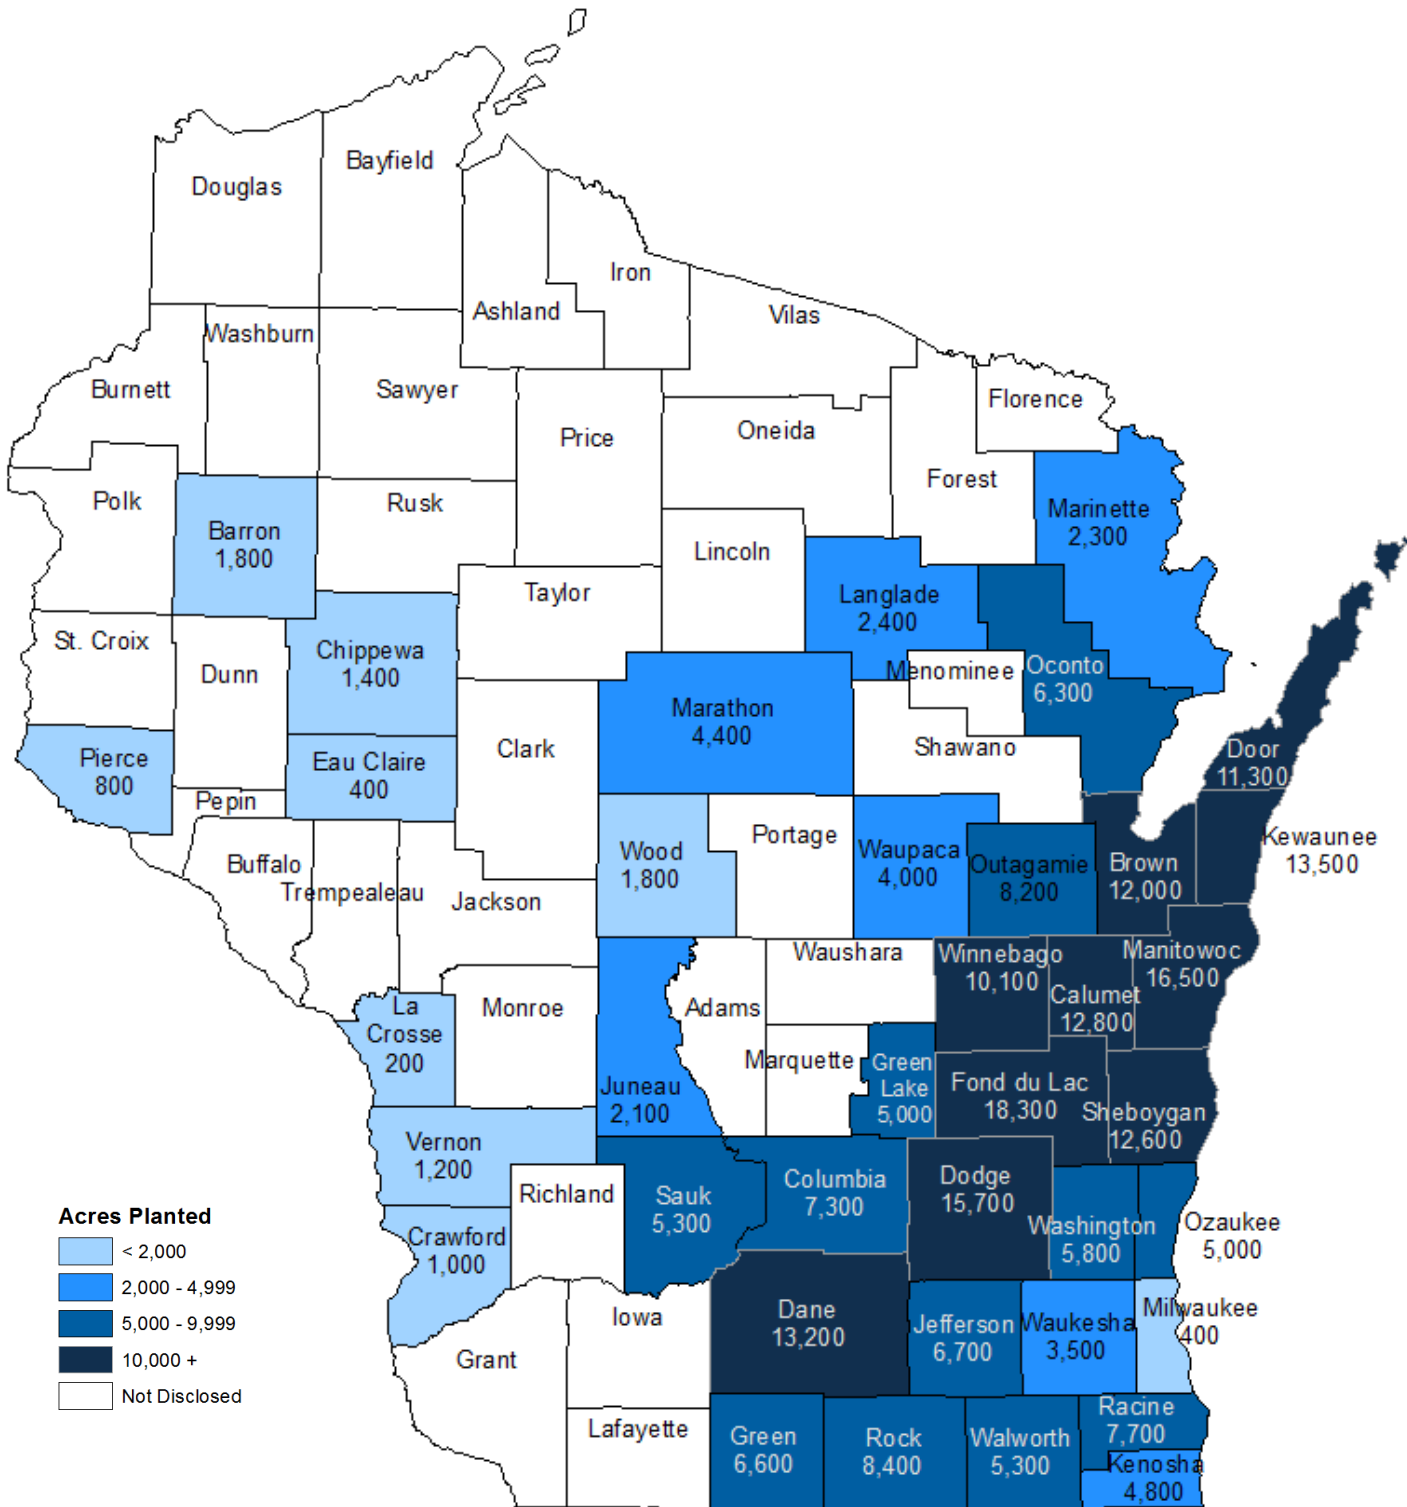 Bayfield
Douglas
Iron
Ashland
Vilas
Washburn
Burnett
Sawyer
Florence
Price
Oneida
Forest
Polk
Rusk
Marinette
2,300
Barron
1,800
Lincoln
Taylor
Langlade
2,400
St. Croix
Dunn
Chippewa
1,400
Menominee
Oconto
6,300
Marathon
4,400
Clark
Shawano
Door
11,300
Pierce
800
Eau Claire
400
Pepin
Portage
Kewaunee
13,500
Wood
1,800
Waupaca
4,000
Outagamie
8,200
Brown
12,000
Buffalo
Trempealeau
Jackson
Waushara
Winnebago
10,100
Manitowoc
16,500
Calumet
12,800
La
Crosse
200
Monroe
Adams
Marquette
Green
Lake
5,000
Juneau
2,100
Fond du Lac
18,300
Sheboygan
12,600
Vernon
1,200
Richland
Sauk
5,300
Columbia
7,300
Dodge
15,700
Washington
5,800
Ozaukee
5,000
Crawford
1,000
Iowa
Dane
13,200
Jefferson
6,700
Waukesha
3,500
Milwaukee
400
Grant
Lafayette
Green
6,600
Rock
8,400
Walworth
5,300
Racine
7,700
Kenosha
4,800
Acres Planted
< 2,000
2,000 - 4,999
5,000 - 9,999
10,000 +
Not Disclosed